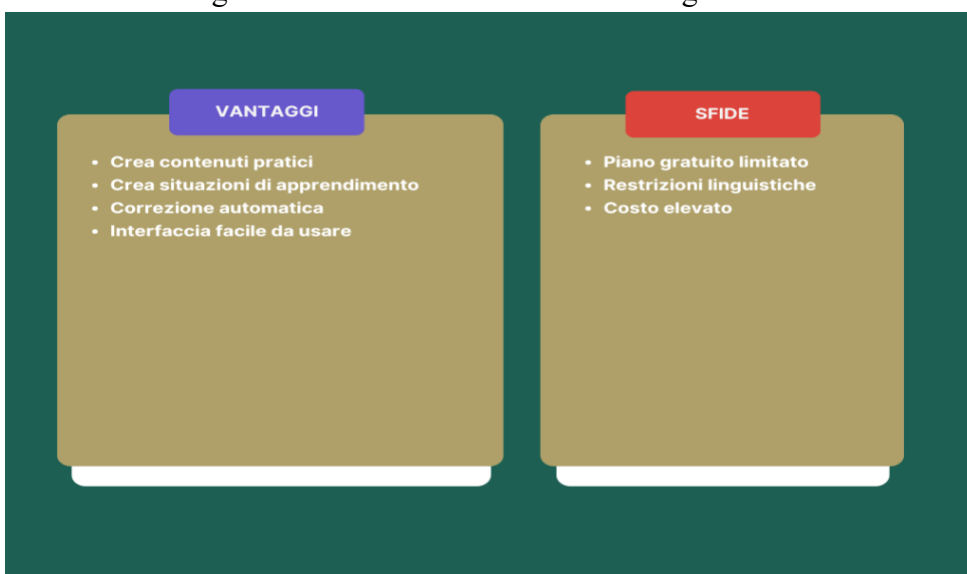 VANTAGGI
• Crea contenuti pratici
• Crea situazioni di apprendimento
• Correzione automatica
• Interfaccia facile da usare
SFIDE
• Piano gratuito limitato
• Restrizioni linguistiche
• Costo elevato